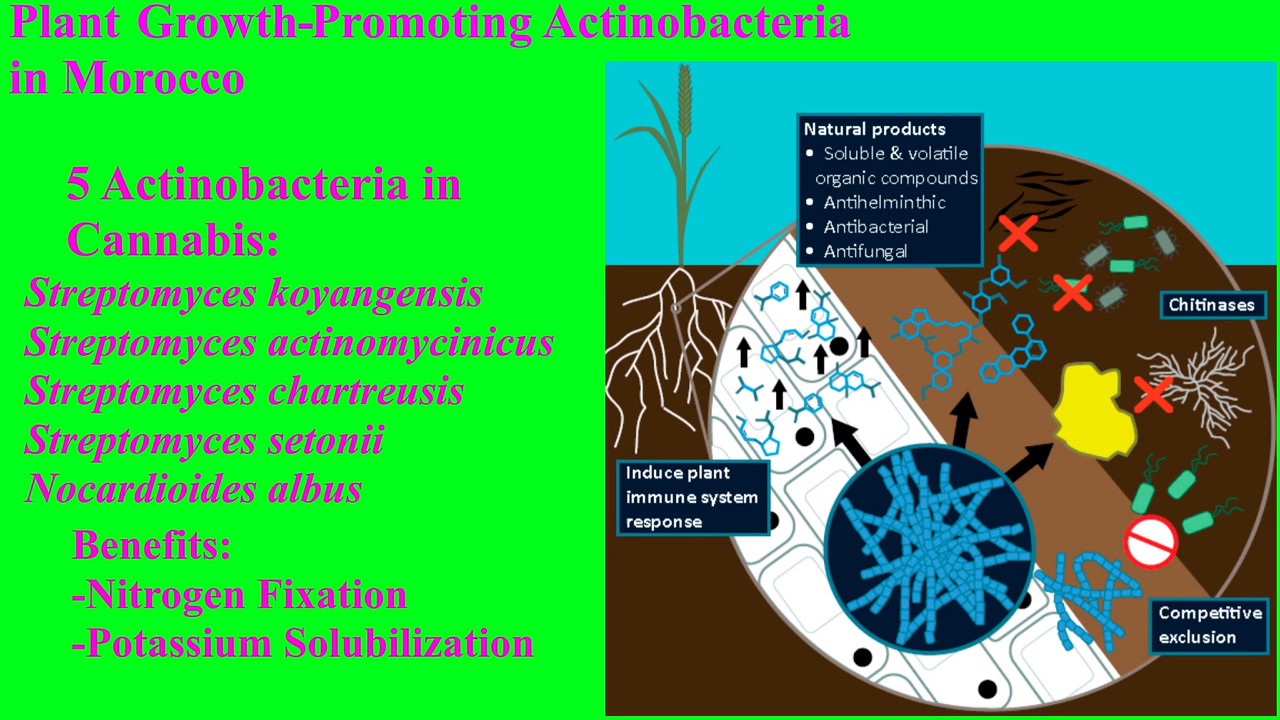 Plant Growth-Promoting Actinobacteria
in Morocco
5 Actinobacteria in
Cannabis:
Streptomyces koyangensis
Streptomyces actinomycinicus
Streptomyces chartreusis
Streptomyces setonii
Nocardioides albus
Benefits:
-Nitrogen Fixation
-Potassium Solubilization
Natural products
• Soluble & volatile
organic compounds
• Antihelminthic
• Antibacterial
• Antifungal
Chitinases
Induce plant
immune system
response
Competitive
exclusion